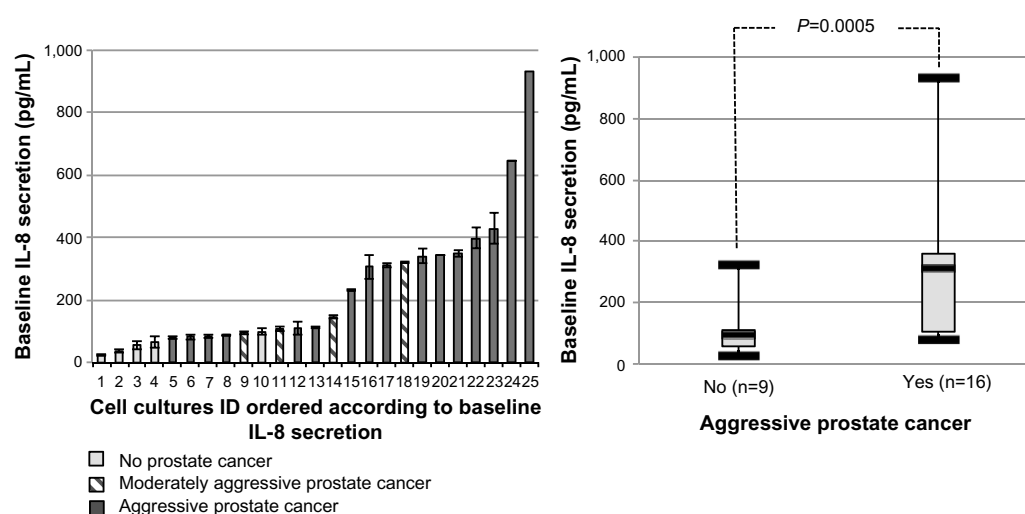 1,000
800
600
400
200
0
Baseline IL-8 secretion (pg/mL)
1 2 3 4 5 6 7 8 9 10 11 12 13 14 15 16 17 18 19 20 21 22 23 24 25
Cell cultures ID ordered according to baseline
IL-8 secretion
No prostate cancer
Moderately aggressive prostate cancer
Aggressive prostate cancer
P=0.0005
1,000
800
600
400
200
0
Baseline IL-8 secretion (pg/mL)
No (n=9) Yes (n=16)
Aggressive prostate cancer